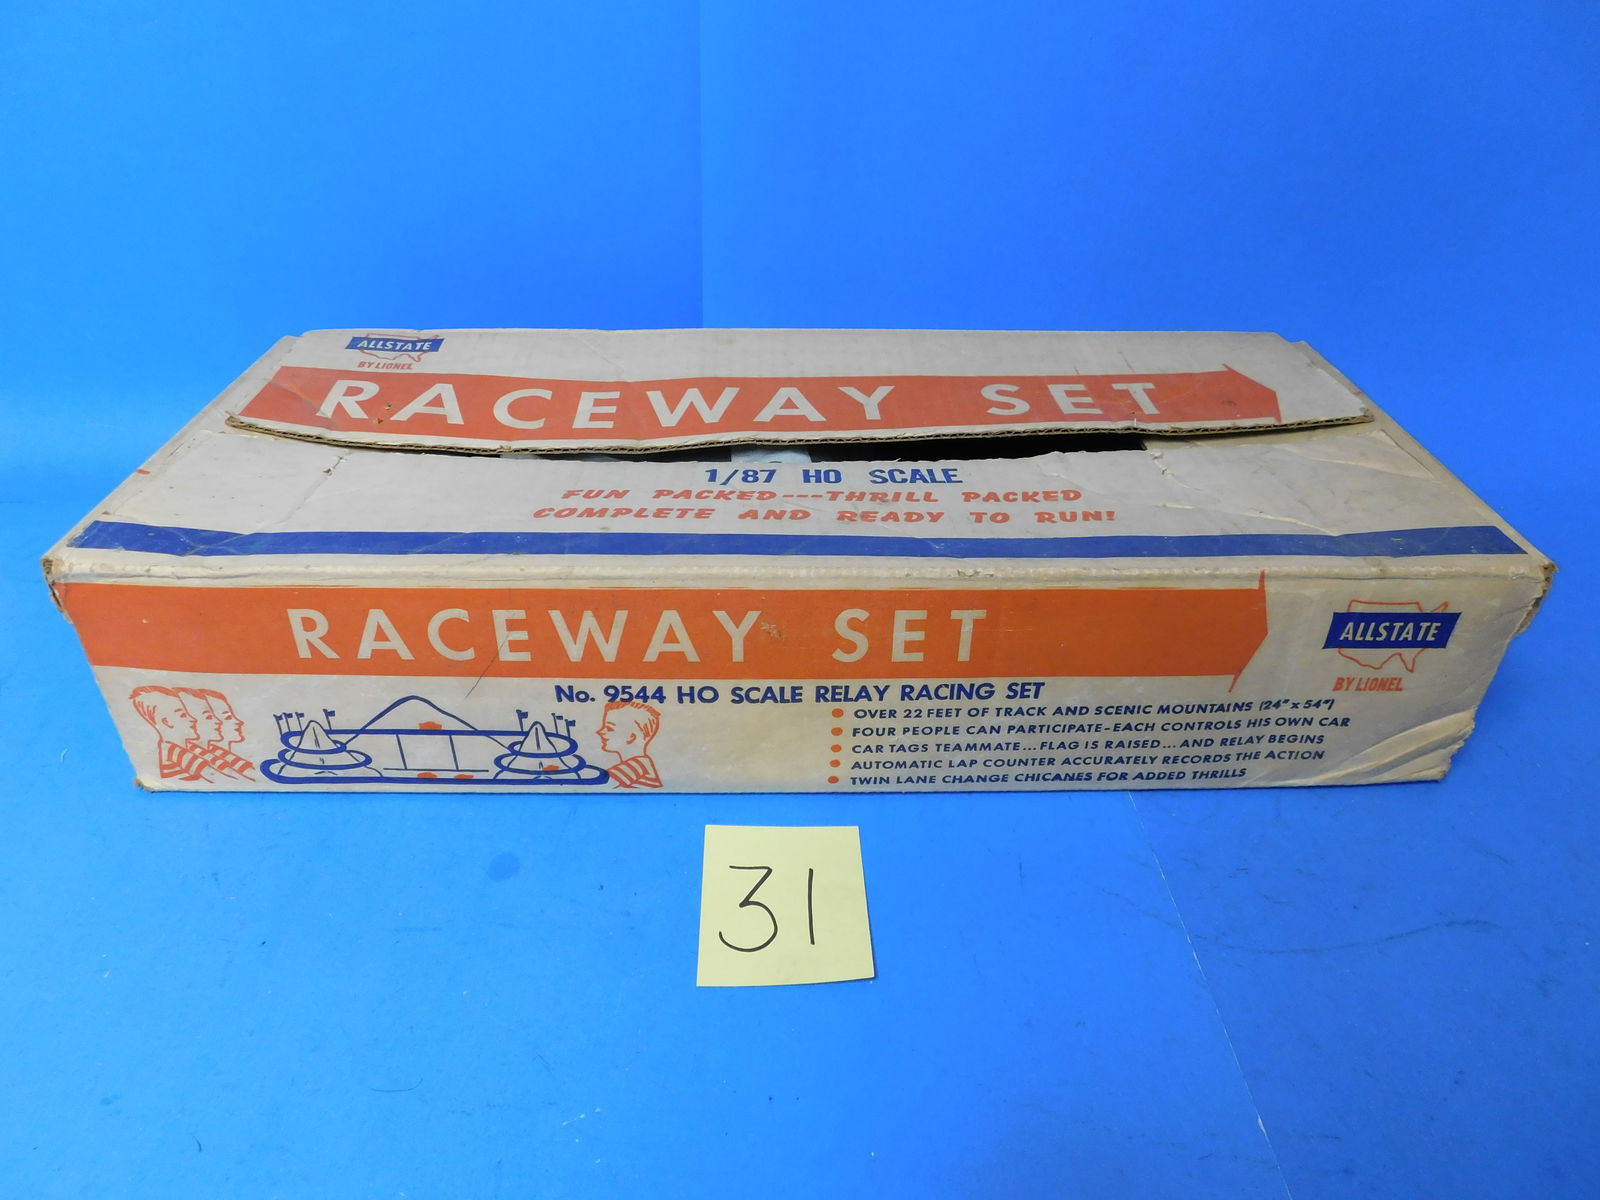 ALLSTATE
BY LIONEL
RACEWAY SET
1/87 HO SCALE
FUN PACKED---THRILL PACKED
COMPLETE AND READY TO RUN!
RACEWAY SET
ALLSTATE
BY LIONEL
No. 9544 HO SCALE RELAY RACING SET
OVER 22 FEET OF TRACK AND SCENIC MOUNTAINS (24" x 54")
FOUR PEOPLE CAN PARTICIPATE-EACH CONTROLS HIS OWN CAR
CAR TAGS TEAMMATE...FLAG IS RAISED...AND RELAY BEGINS
AUTOMATIC LAP COUNTER ACCURATELY RECORDS THE ACTION
TWIN LANE CHANGE CHICANES FOR ADDED THRILLS
31